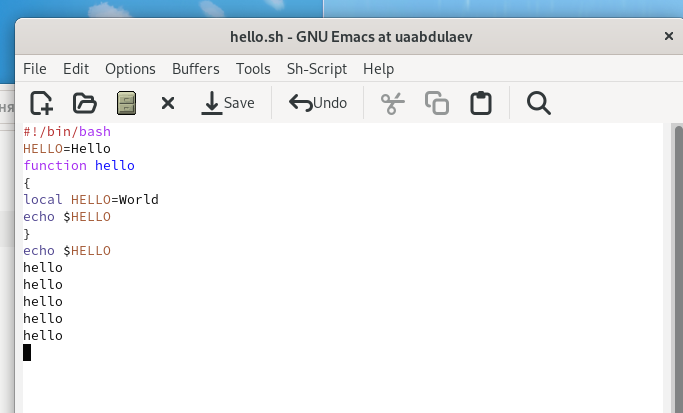 hello.sh - GNU Emacs at uaabdulaev
File Edit Options Buffers Tools Sh-Script Help
Save Undo
ня
#!/bin/bash
HELLO=Hello
function hello
{
local HELLO=World
echo $HELLO
}
echo $HELLO
hello
hello
hello
hello
hello